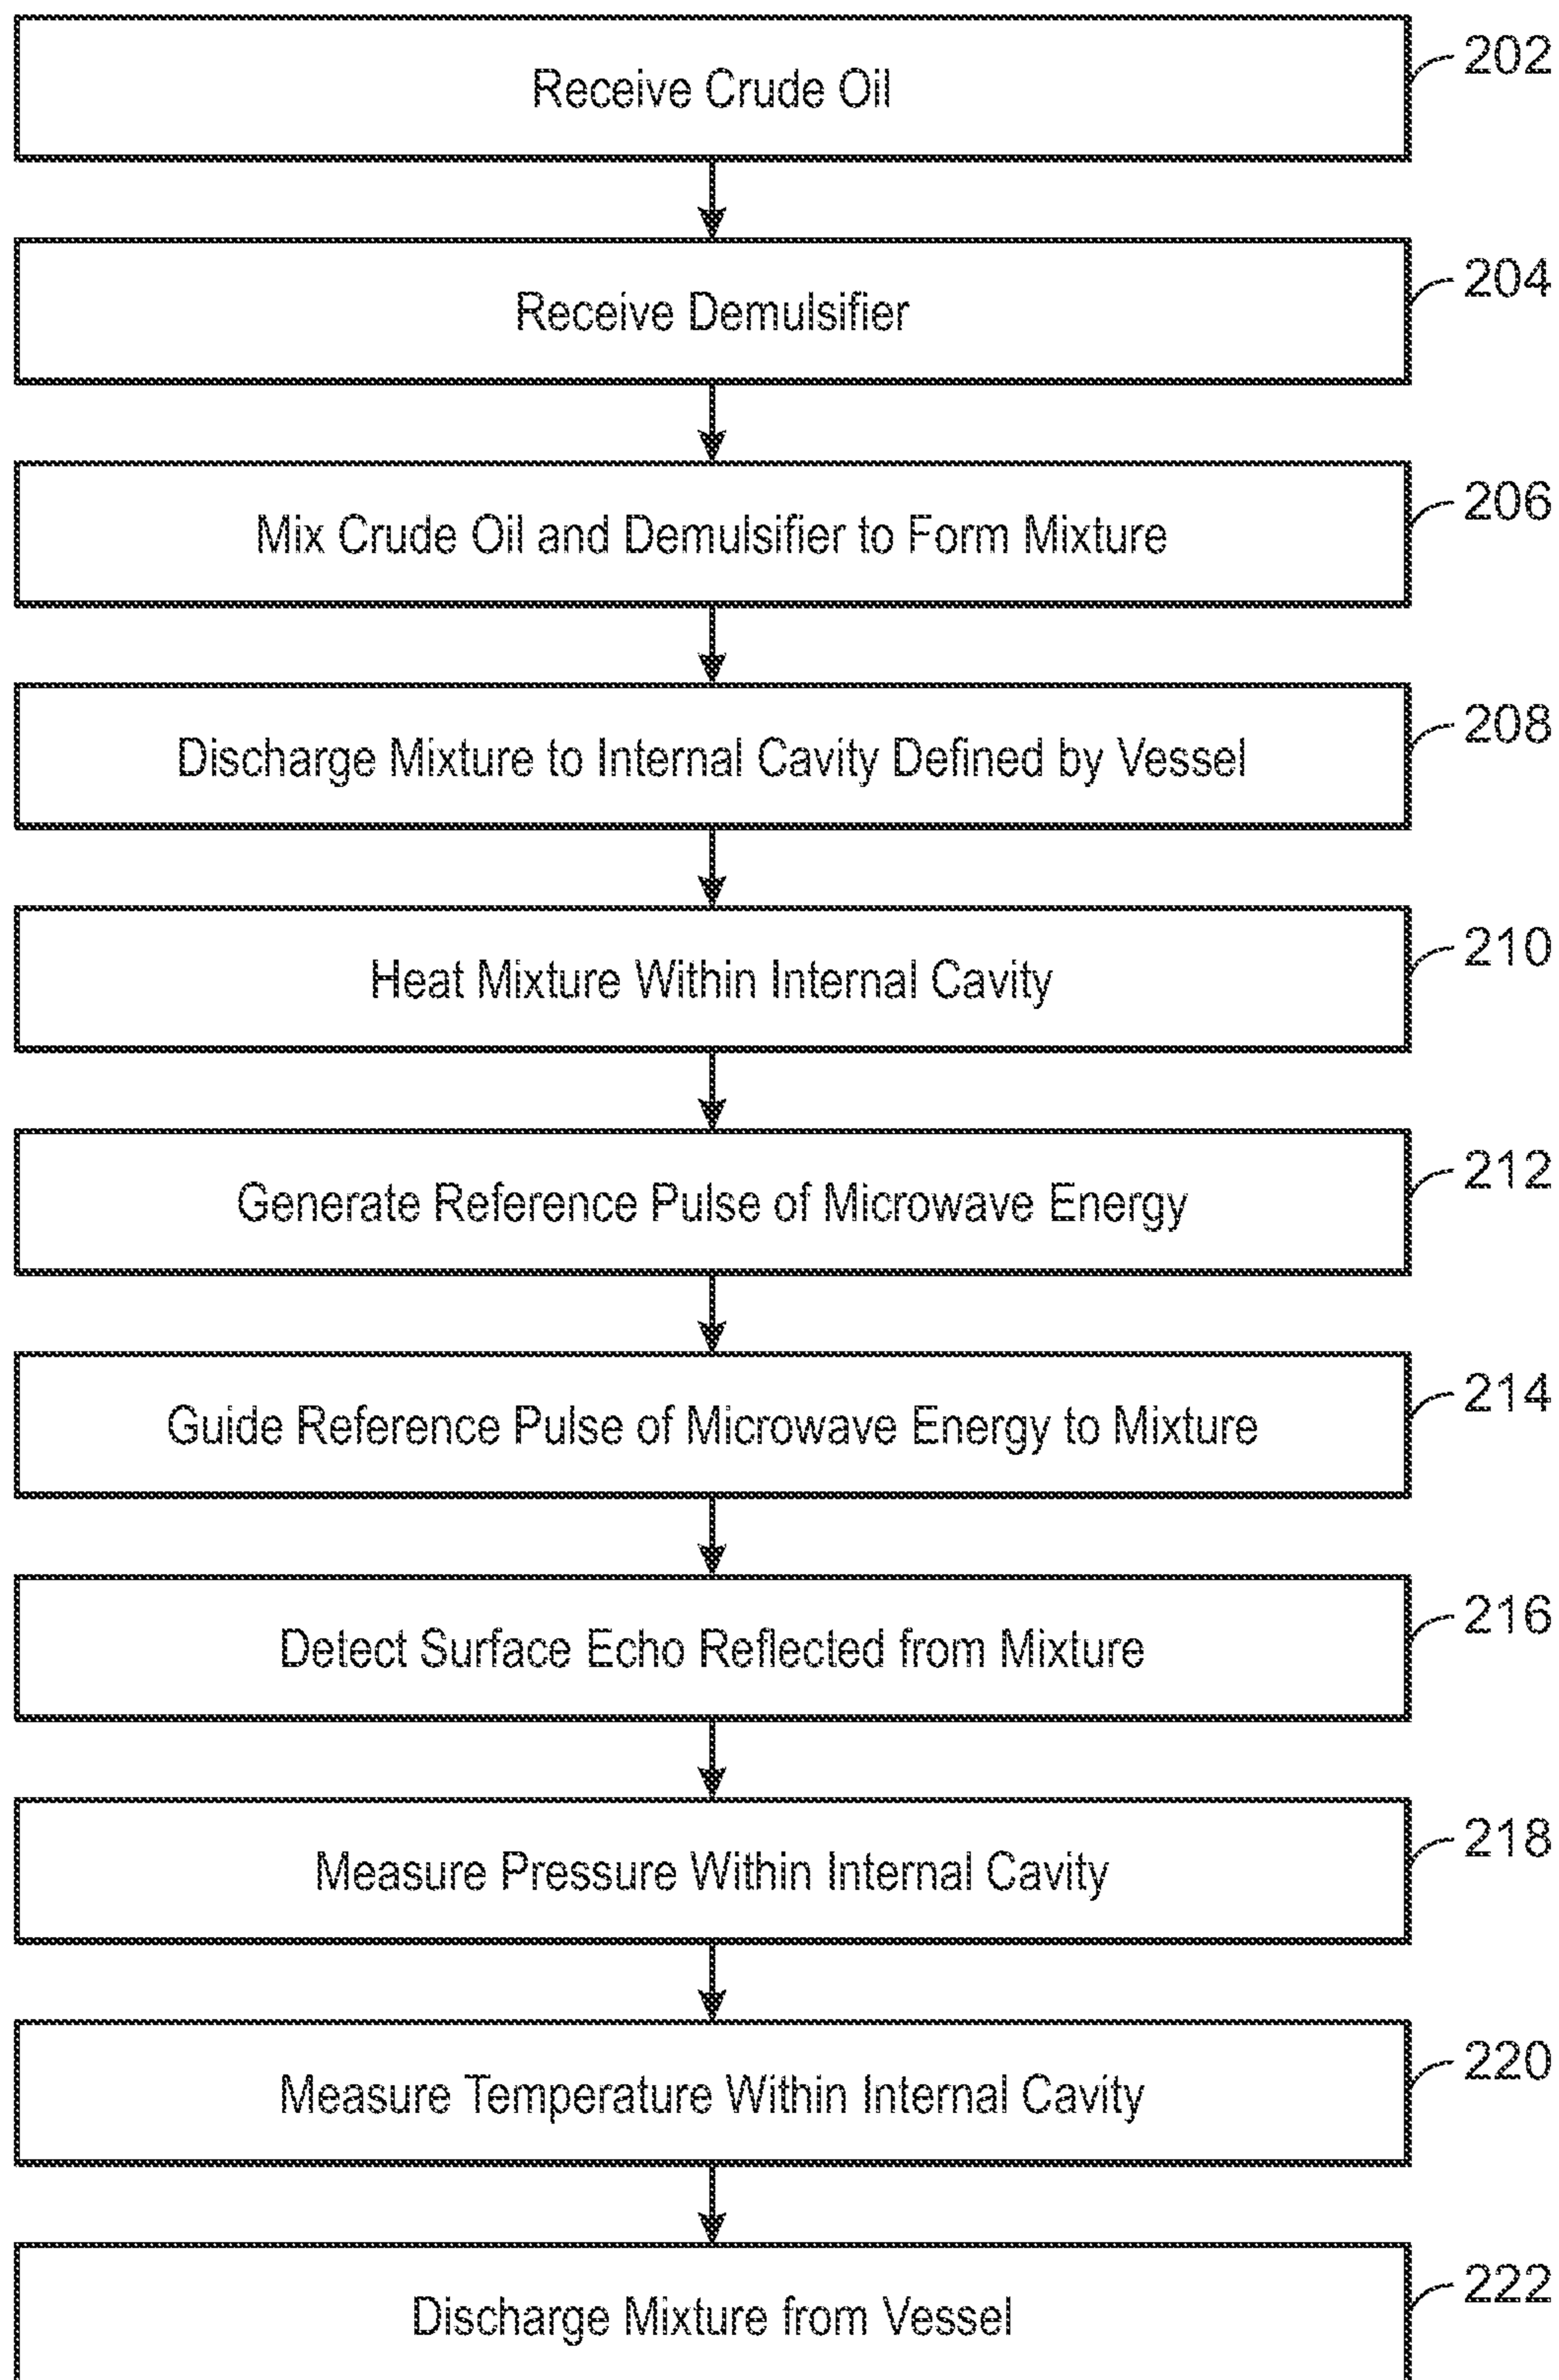 Receive Crude Oil 202
Receive Demulsifier 204
Mix Crude Oil and Demulsifier to Form Mixture 206
Discharge Mixture to Internal Cavity Defined by Vessel 208
Heat Mixture Within Internal Cavity 210
Generate Reference Pulse of Microwave Energy 212
Guide Reference Pulse of Microwave Energy to Mixture 214
Detect Surface Echo Reflected from Mixture 216
Measure Pressure Within Internal Cavity 218
Measure Temperature Within Internal Cavity 220
Discharge Mixture from Vessel 222